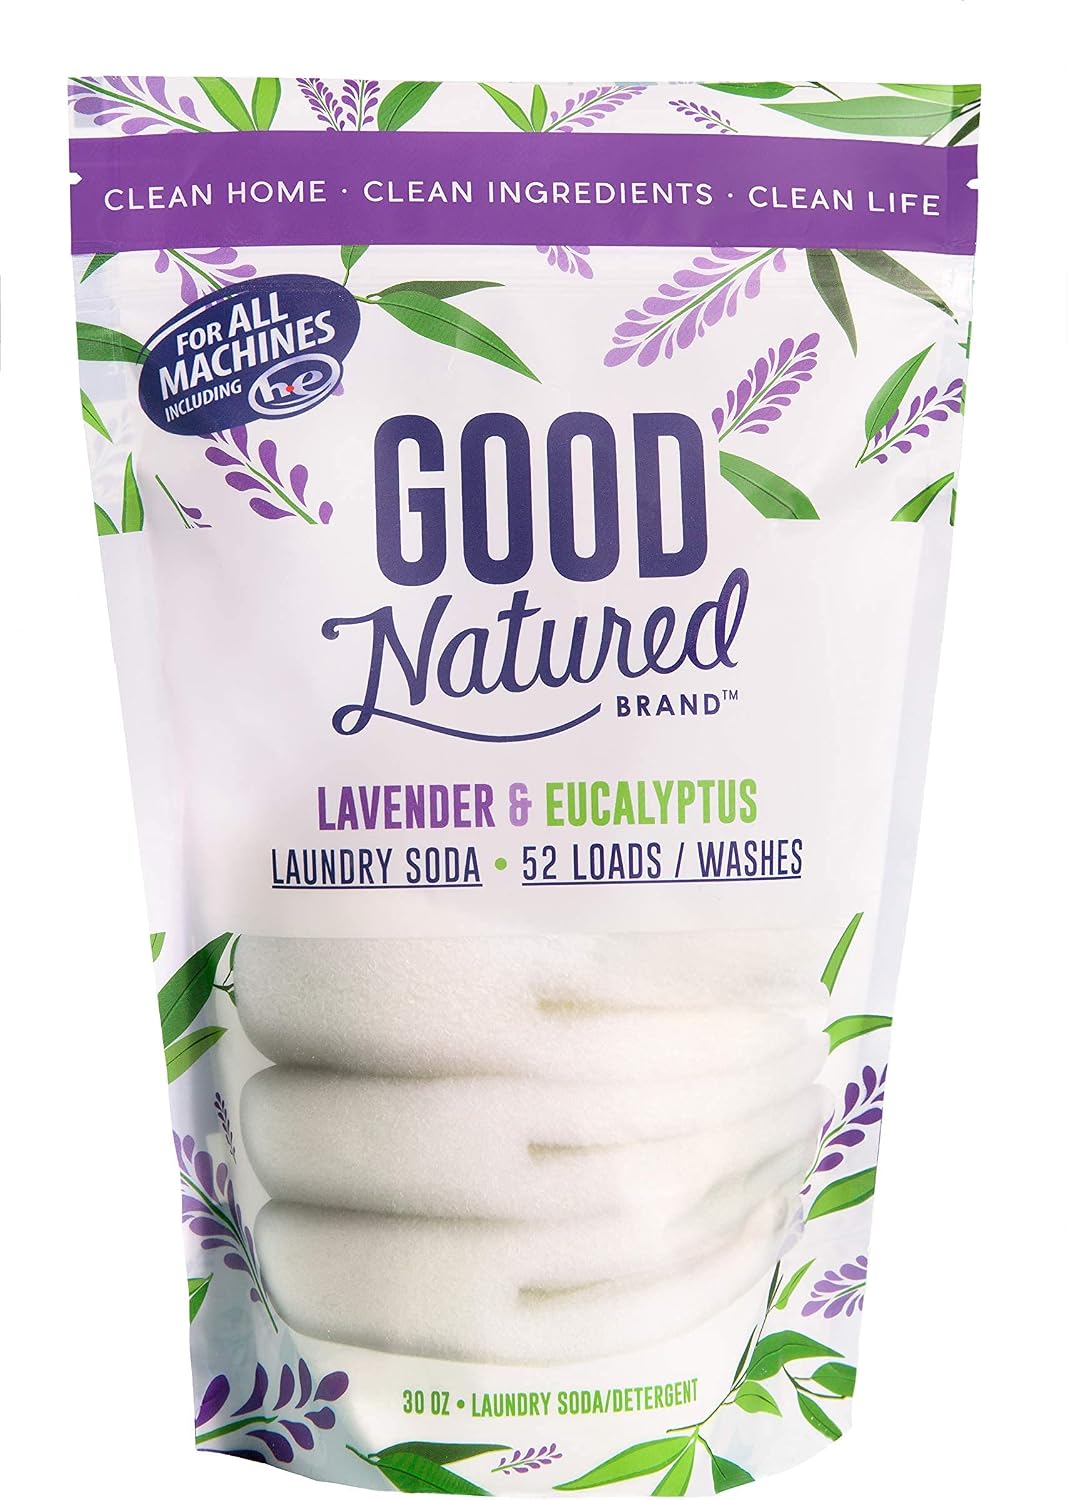 CLEAN HOME · CLEAN INGREDIENTS · CLEAN LIFE
FOR ALL
MACHINES
INCLUDING he
GOOD
Natured
BRAND™
LAVENDER & EUCALYPTUS
LAUNDRY SODA • 52 LOADS / WASHES
30 OZ • LAUNDRY SODA/DETERGENT